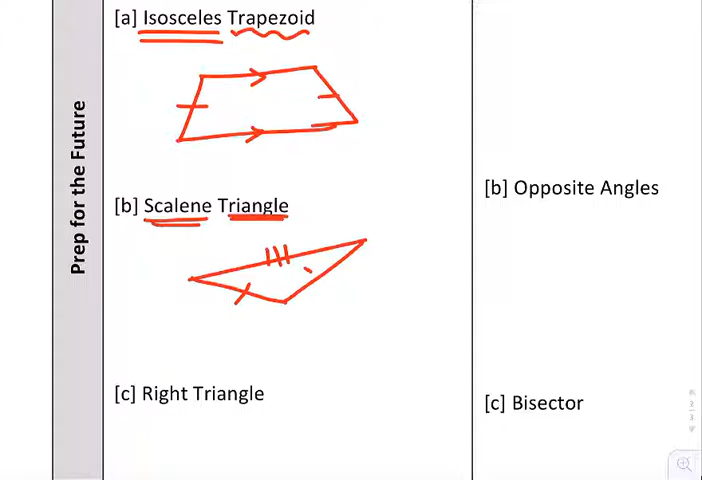 Prep for the Future
[a] Isosceles Trapezoid
[b] Scalene Triangle
[c] Right Triangle
[b] Opposite Angles
[c] Bisector